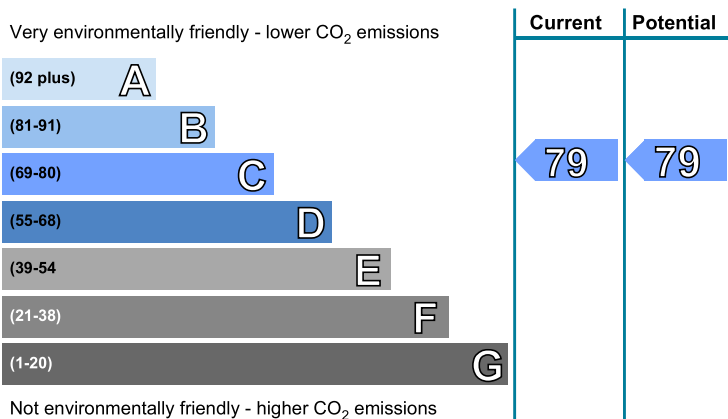 Very environmentally friendly - lower CO2 emissions
Current
Potential
(92 plus) A
(81-91) B
(69-80) C
79
79
(55-68) D
(39-54 E
(21-38) F
(1-20) G
Not environmentally friendly - higher CO2 emissions